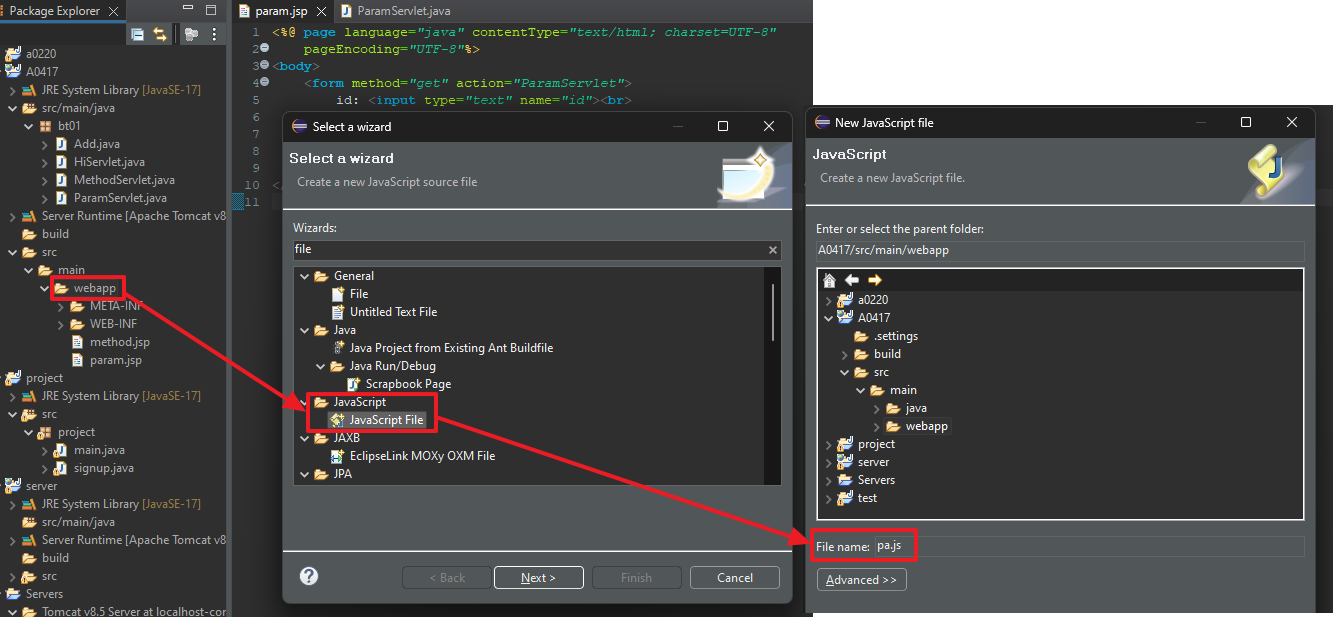 Package Explorer
a0220
A0417
JRE System Library [JavaSE-17]
src/main/java
bt01
Add.java
HiServlet.java
MethodServlet.java
ParamServlet.java
Server Runtime [Apache Tomcat v8
build
src
main
webapp
META-INF
WEB-INF
method.jsp
param.jsp
project
JRE System Library [JavaSE-17]
src
project
main.java
signup.java
server
JRE System Library [JavaSE-17]
src/main/java
Server Runtime [Apache Tomcat v8
build
src
Servers
Tomcat v8.5 Server at localhost-con
param.jsp
ParamServlet.java
1 <%@ page language="java" contentType="text/html; charset=UTF-8"
2 pageEncoding="UTF-8"%>
3 <body>
4 <form method="get" action="ParamServlet">
5 id: <input type="text" name="id"><br>
6
7
8
9
10 </
11
Select a wizard
Select a wizard
Create a new JavaScript source file
Wizards:
file
General
File
Untitled Text File
Java
Java Project from Existing Ant Buildfile
Java Run/Debug
Scrapbook Page
JavaScript
JavaScript File
JAXB
EclipseLink MOXy OXM File
JPA
?
< Back
Next >
Finish
Cancel
New JavaScript file
JavaScript
Create a new JavaScript file.
Enter or select the parent folder:
A0417/src/main/webapp
a0220
A0417
.settings
build
src
main
java
webapp
project
server
Servers
test
File name: pa.js
Advanced >>